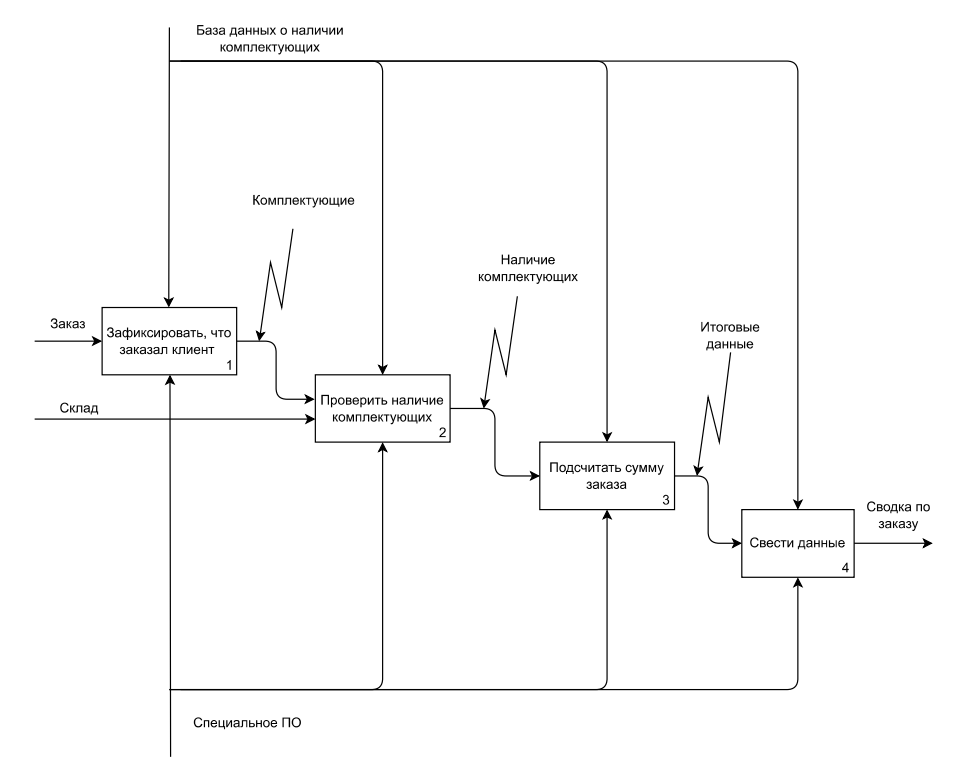 База данных о наличии
комплектующих
Комплектующие
Наличие
комплектующих
Заказ
Зафиксировать, что
заказал клиент
1
Итоговые
данные
Склад
Проверить наличие
комплектующих
2
Подсчитать сумму
заказа
3
Сводка по
заказу
Свести данные
4
Специальное ПО